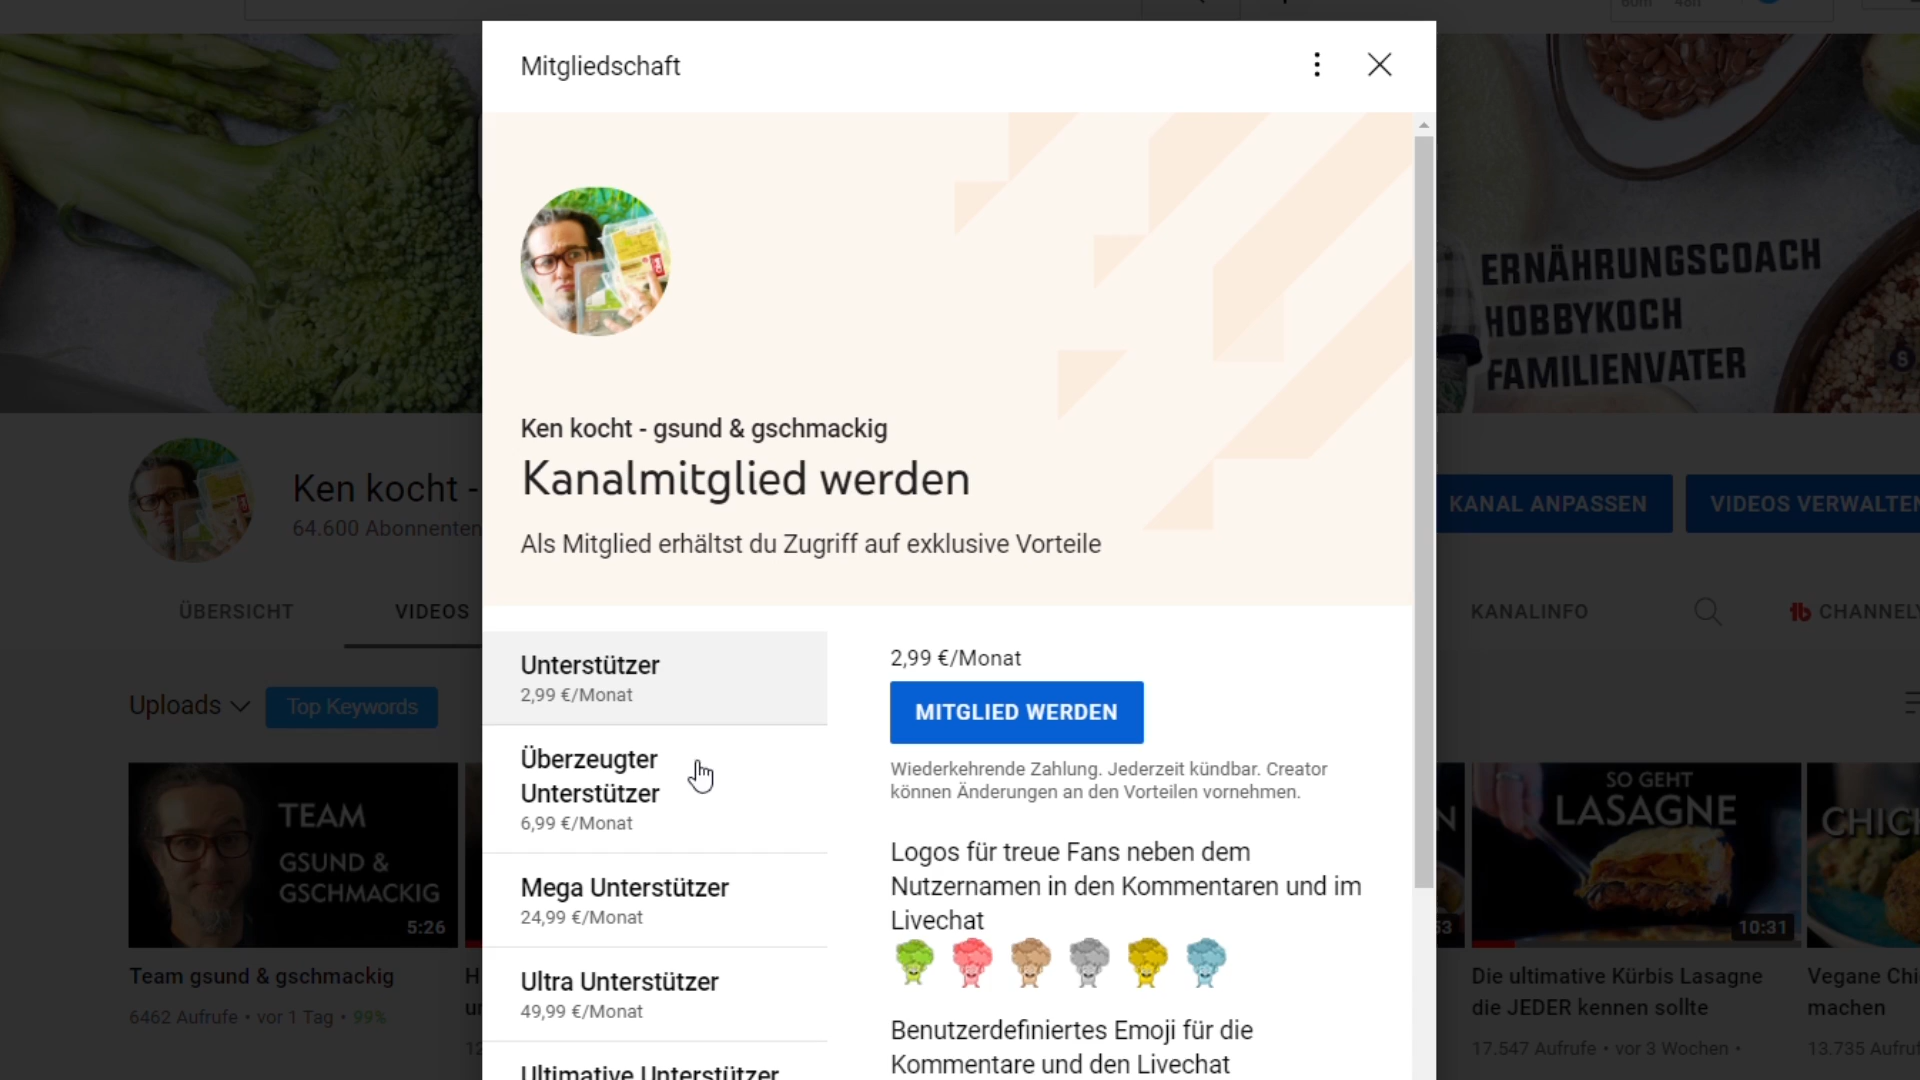 Mitgliedschaft
ERNÄHRUNGSCOACH
HOBBYKOCH
FAMILIENVATER
Ken kocht - gsund & gschmackig
Kanalmitglied werden
Als Mitglied erhältst du Zugriff auf exklusive Vorteile
Ken kocht -
64.600 Abonnenten
KANAL ANPASSEN
VIDEOS VERWALTEN
ÜBERSICHT
VIDEOS
KANALINFO
Uploads
Top Keywords
Unterstützer
2,99 €/Monat
Überzeugter
Unterstützer
6,99 €/Monat
Mega Unterstützer
24,99 €/Monat
Ultra Unterstützer
49,99 €/Monat
Ultimative Unterstützer
2,99 €/Monat
MITGLIED WERDEN
Wiederkehrende Zahlung. Jederzeit kündbar. Creator
können Änderungen an den Vorteilen vornehmen.
Logos für treue Fans neben dem
Nutzernamen in den Kommentaren und im
Livechat
Benutzerdefiniertes Emoji für die
Kommentare und den Livechat
TEAM
GSUND &
GSCHMACKIG
5:26
Team gsund & gschmackig
6462 Aufrufe • vor 1 Tag • 99%
SO GEHT
LASAGNE
10:31
Die ultimative Kürbis Lasagne
die JEDER kennen sollte
17.547 Aufrufe • vor 3 Wochen •
Vegane
machen
13.735